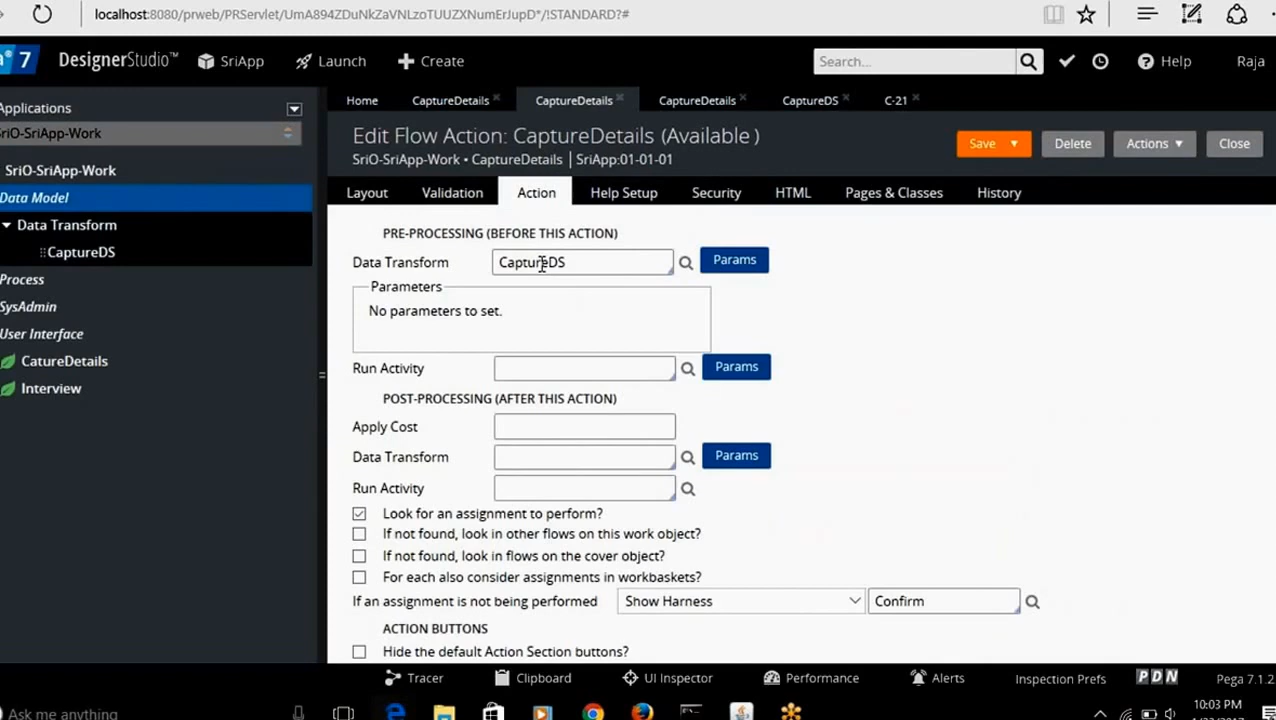 localhost:8080/prweb/PRServlet/UmA894ZDuNkZaVNLzoTUUZXNumErJupD*/!STANDARD?#
a® 7 DesignerStudio™ SriApp Launch Create Search... Help Raja
Applications
SriO-SriApp-Work
SriO-SriApp-Work
Data Model
Data Transform
CaptureDS
Process
SysAdmin
User Interface
CatureDetails
Interview
Home CaptureDetails CaptureDetails CaptureDetails CaptureDS C-21
Edit Flow Action: CaptureDetails (Available )
SriO-SriApp-Work • CaptureDetails | SriApp:01-01-01
Save Delete Actions Close
Layout Validation Action Help Setup Security HTML Pages & Classes History
PRE-PROCESSING (BEFORE THIS ACTION)
Data Transform CaptureDS Params
Parameters
No parameters to set.
Run Activity Params
POST-PROCESSING (AFTER THIS ACTION)
Apply Cost
Data Transform Params
Run Activity
Look for an assignment to perform?
If not found, look in other flows on this work object?
If not found, look in flows on the cover object?
For each also consider assignments in workbaskets?
If an assignment is not being performed Show Harness Confirm
ACTION BUTTONS
Hide the default Action Section buttons?
Tracer Clipboard UI Inspector Performance Alerts Inspection Prefs PDN Pega 7.1.2
Ask me anything 10:03 PM